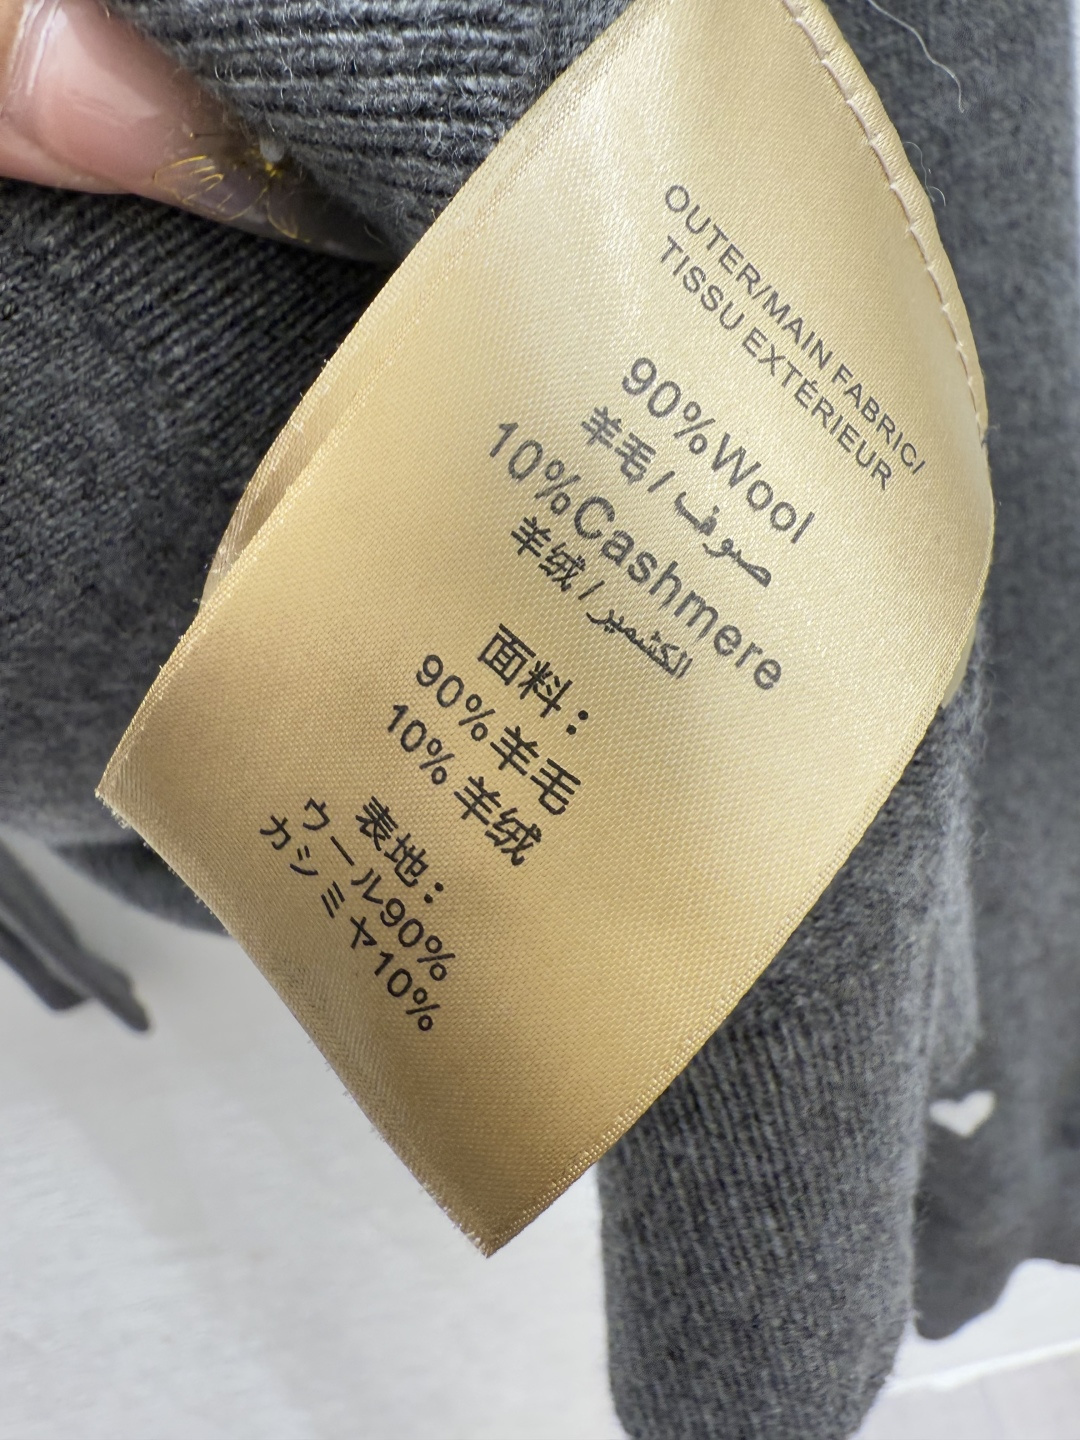 OUTER/MAIN FABRIC/
TISSU EXTÉRIEUR
90%Wool
羊毛 / صوف
10%Cashmere
羊绒 / الكشمير
面料：
90%羊毛
10%羊绒
表地：
ウール90%
カシミヤ10%